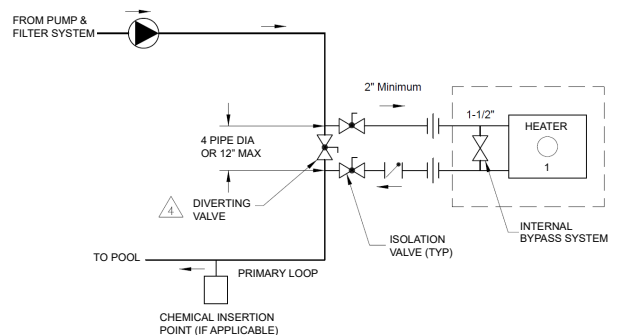 FROM PUMP &
FILTER SYSTEM
2" Minimum
1-1/2"
HEATER
1
4 PIPE DIA
OR 12" MAX
4
DIVERTING
VALVE
ISOLATION
VALVE (TYP)
INTERNAL
BYPASS SYSTEM
TO POOL
PRIMARY LOOP
CHEMICAL INSERTION
POINT (IF APPLICABLE)